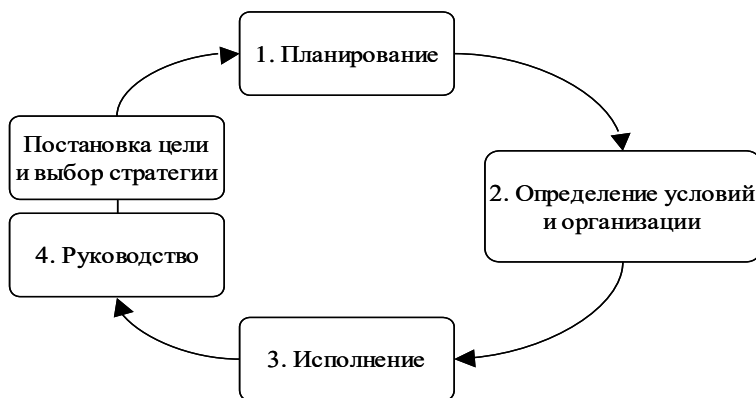 1. Планирование
Постановка цели
и выбор стратегии
2. Определение условий
и организации
4. Руководство
3. Исполнение